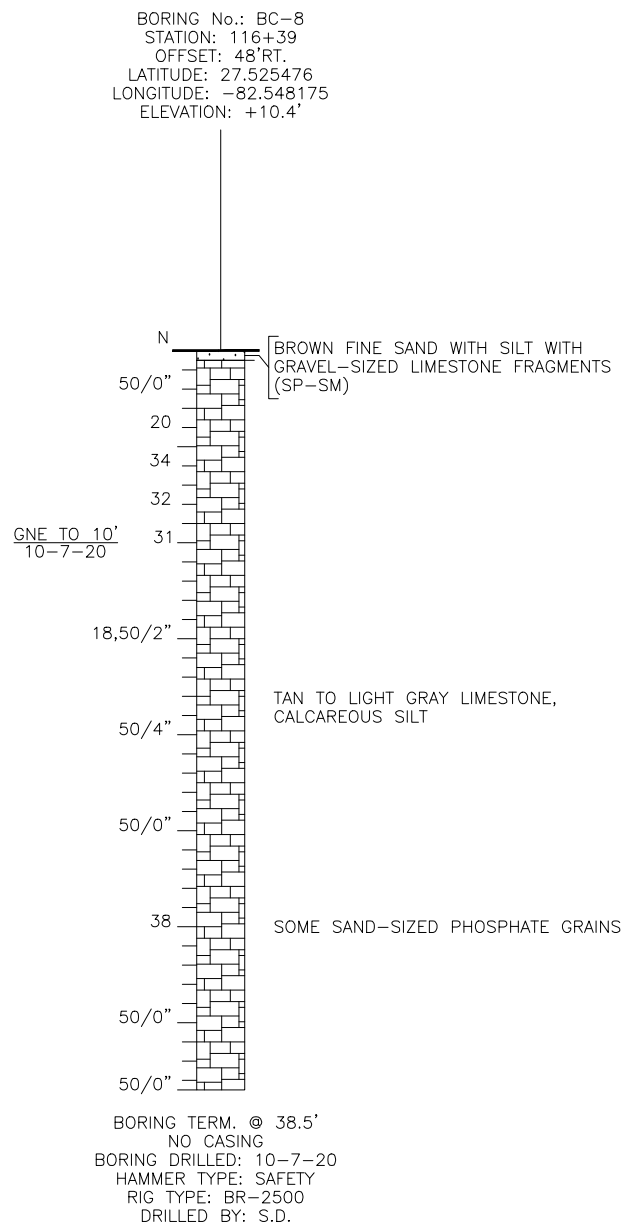 BORING No.: BC-8
STATION: 116+39
OFFSET: 48'RT.
LATITUDE: 27.525476
LONGITUDE: -82.548175
ELEVATION: +10.4'
N
BROWN FINE SAND WITH SILT WITH
GRAVEL-SIZED LIMESTONE FRAGMENTS
(SP-SM)
50/0"
20
34
32
GNE TO 10'
10-7-20
31
18,50/2"
TAN TO LIGHT GRAY LIMESTONE,
CALCAREOUS SILT
50/4"
50/0"
38
SOME SAND-SIZED PHOSPHATE GRAINS
50/0"
50/0"
BORING TERM. @ 38.5'
NO CASING
BORING DRILLED: 10-7-20
HAMMER TYPE: SAFETY
RIG TYPE: BR-2500
DRILLED BY: S.D.